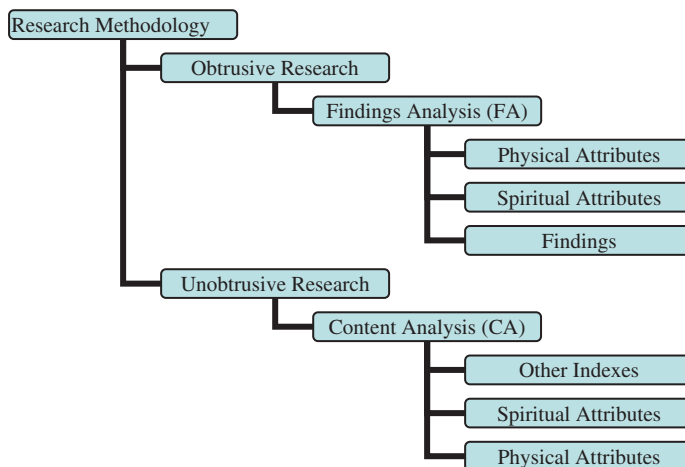 Research Methodology
Obtrusive Research
Findings Analysis (FA)
Physical Attributes
Spiritual Attributes
Findings
Unobtrusive Research
Content Analysis (CA)
Other Indexes
Spiritual Attributes
Physical Attributes